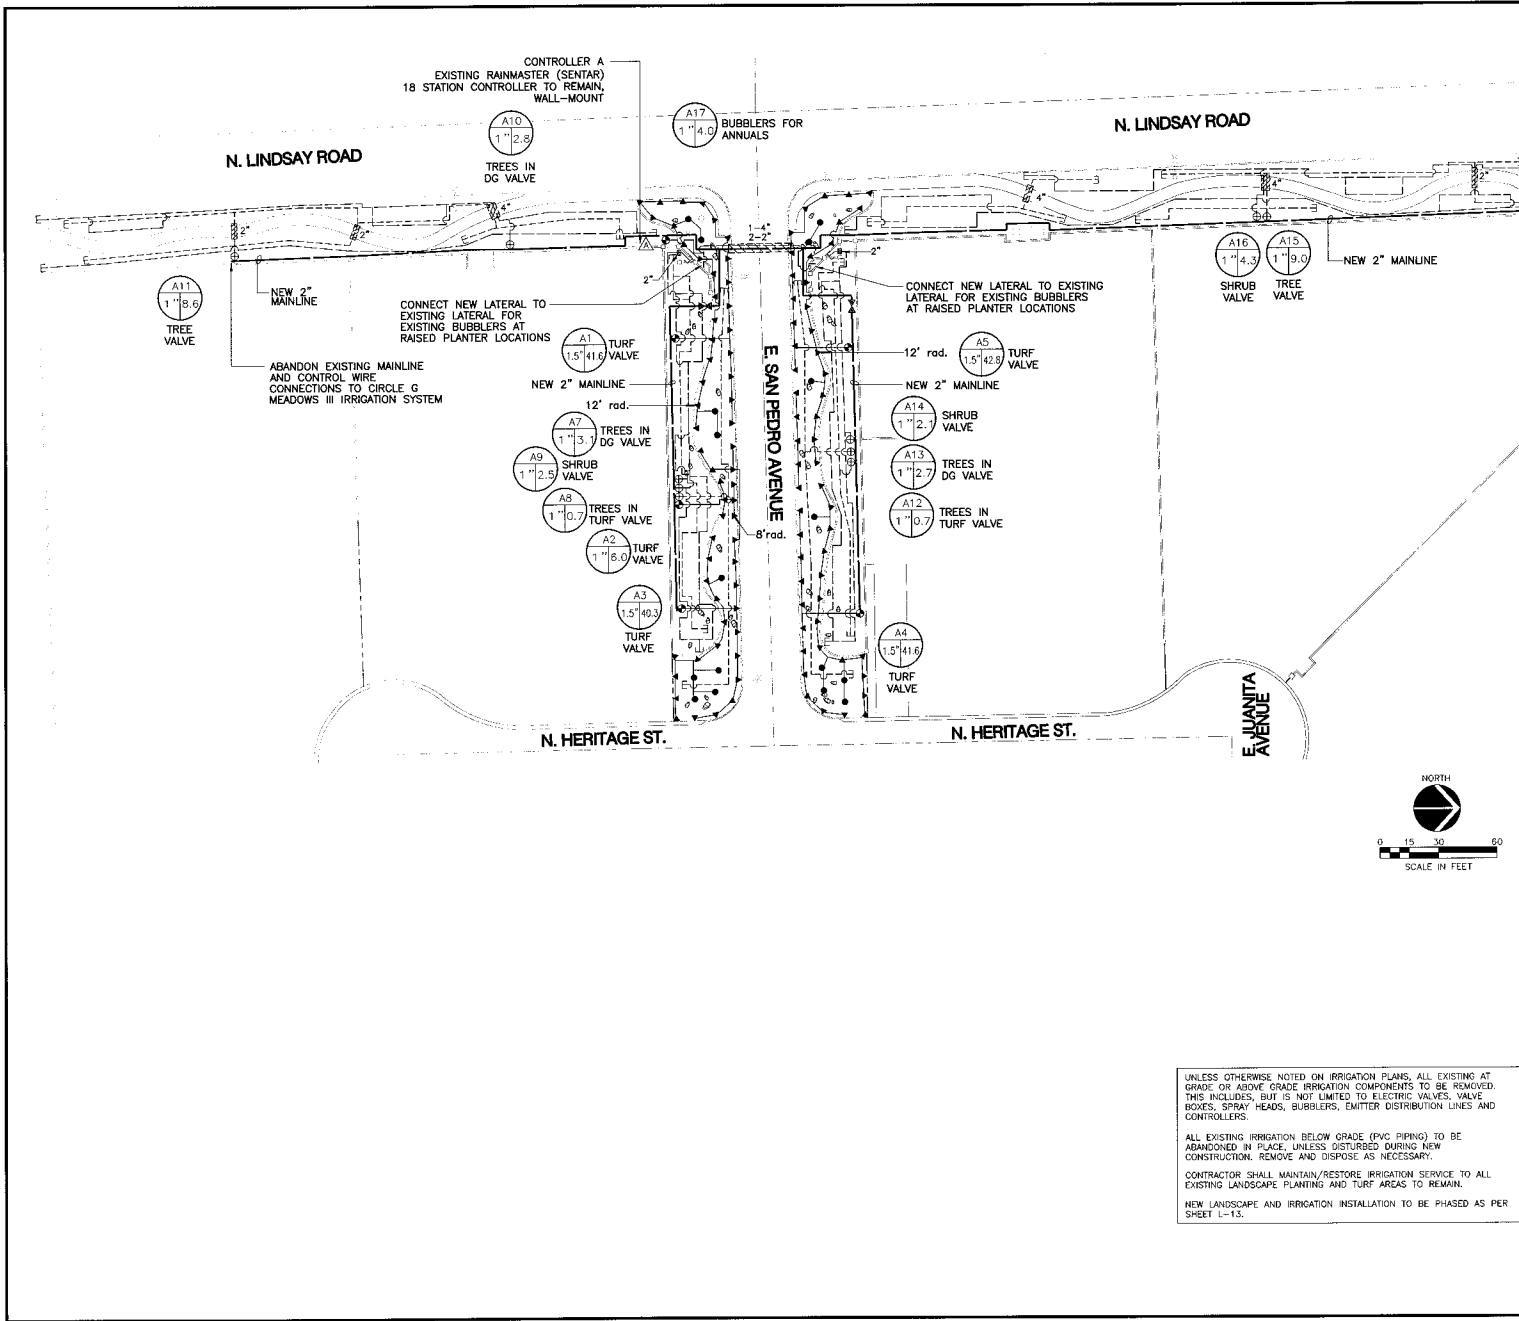 CONTROLLER A
EXISTING RAINMASTER (SENTAR)
18 STATION CONTROLLER TO REMAIN,
WALL-MOUNT
A10
1" 2.8
TREES IN
DG VALVE
A17
1" 4.0
BUBBLERS FOR
ANNUALS
N. LINDSAY ROAD
N. LINDSAY ROAD
2"
2"
4"
A
1-4"
2-2"
4"
4"
2"
2"
2"
A11
1" 8.6
TREE
VALVE
NEW 2"
MAINLINE
ABANDON EXISTING MAINLINE
AND CONTROL WIRE
CONNECTIONS TO CIRCLE G
MEADOWS III IRRIGATION SYSTEM
CONNECT NEW LATERAL TO
EXISTING LATERAL FOR
EXISTING BUBBLERS AT
RAISED PLANTER LOCATIONS
CONNECT NEW LATERAL TO EXISTING
LATERAL FOR EXISTING BUBBLERS
AT RAISED PLANTER LOCATIONS
A16
1" 4.3
SHRUB
VALVE
A15
1" 9.0
TREE
VALVE
NEW 2" MAINLINE
A1
1.5" 41.6
TURF
VALVE
NEW 2" MAINLINE
12' rad.
A7
1" 3.1
TREES IN
DG VALVE
A9
1" 2.5
SHRUB
VALVE
A8
1" 0.7
TREES IN
TURF VALVE
A2
1" 6.0
TURF
VALVE
A3
1.5" 40.3
TURF
VALVE
E. SAN PEDRO AVENUE
8'rad.
12' rad.
A5
1.5" 42.8
TURF
VALVE
NEW 2" MAINLINE
A14
1" 2.1
SHRUB
VALVE
A13
1" 2.7
TREES IN
DG VALVE
A12
1" 0.7
TREES IN
TURF VALVE
A4
1.5" 41.6
TURF
VALVE
N. HERITAGE ST.
N. HERITAGE ST.
E. JUANITA
AVENUE
NORTH
0 15 30 60
SCALE IN FEET
UNLESS OTHERWISE NOTED ON IRRIGATION PLANS, ALL EXISTING AT
GRADE OR ABOVE GRADE IRRIGATION COMPONENTS TO BE REMOVED.
THIS INCLUDES, BUT IS NOT LIMITED TO ELECTRIC VALVES, VALVE
BOXES, SPRAY HEADS, BUBBLERS, EMITTER DISTRIBUTION LINES AND
CONTROLLERS.
ALL EXISTING IRRIGATION BELOW GRADE (PVC PIPING) TO BE
ABANDONED IN PLACE, UNLESS DISTURBED DURING NEW
CONSTRUCTION. REMOVE AND DISPOSE AS NECESSARY.
CONTRACTOR SHALL MAINTAIN/RESTORE IRRIGATION SERVICE TO ALL
EXISTING LANDSCAPE PLANTING AND TURF AREAS TO REMAIN.
NEW LANDSCAPE AND IRRIGATION INSTALLATION TO BE PHASED AS PER
SHEET L-13.